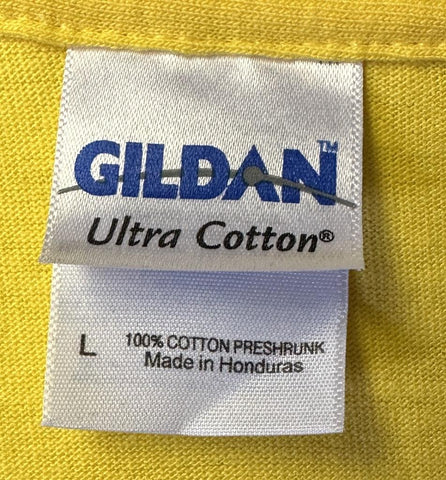 GILDAN™
Ultra Cotton®
L 100% COTTON PRESHRUNK
Made in Honduras